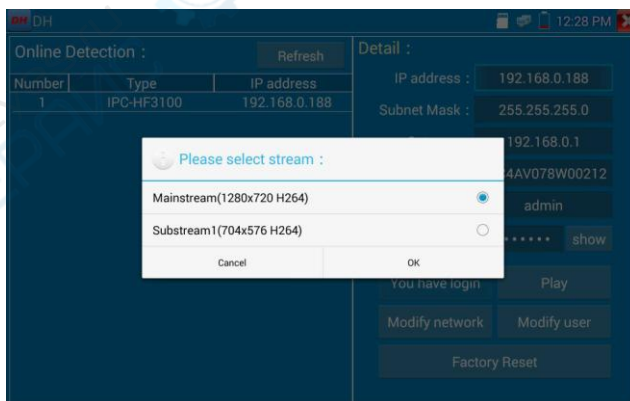 DH DH
12:28 PM
Online Detection :
Refresh
Number Type IP address
1 IPC-HF3100 192.168.0.188
Detail :
IP address : 192.168.0.188
Subnet Mask : 255.255.255.0
192.168.0.1
4AV078W00212
admin
show
Please select stream :
Mainstream(1280x720 H264)
Substream1(704x576 H264)
Cancel OK
You have login Play
Modify network Modify user
Factory Reset